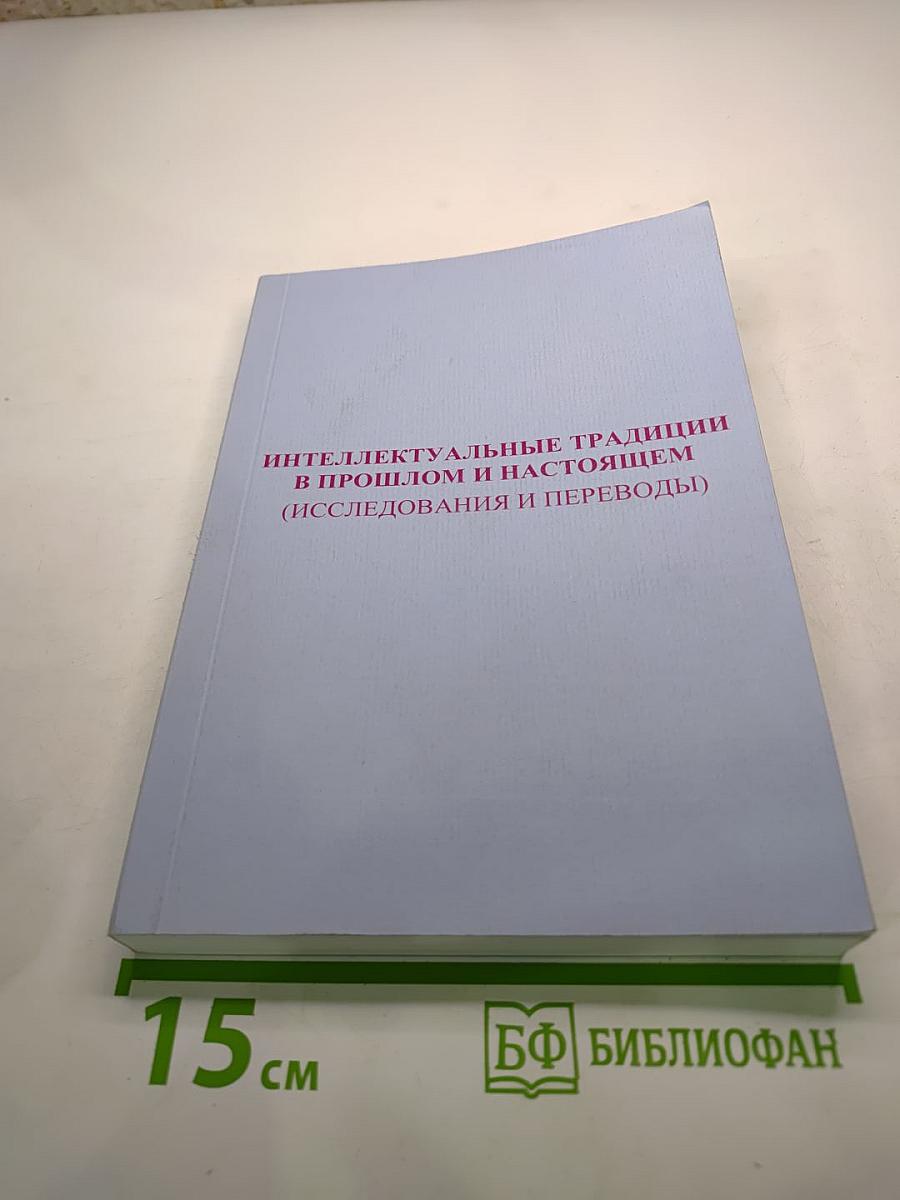 ИНТЕЛЛЕКТУАЛЬНЫЕ ТРАДИЦИИ
В ПРОШЛОМ И НАСТОЯЩЕМ
(ИССЛЕДОВАНИЯ И ПЕРЕВОДЫ)
15 см
БФ БИБЛИОФАН